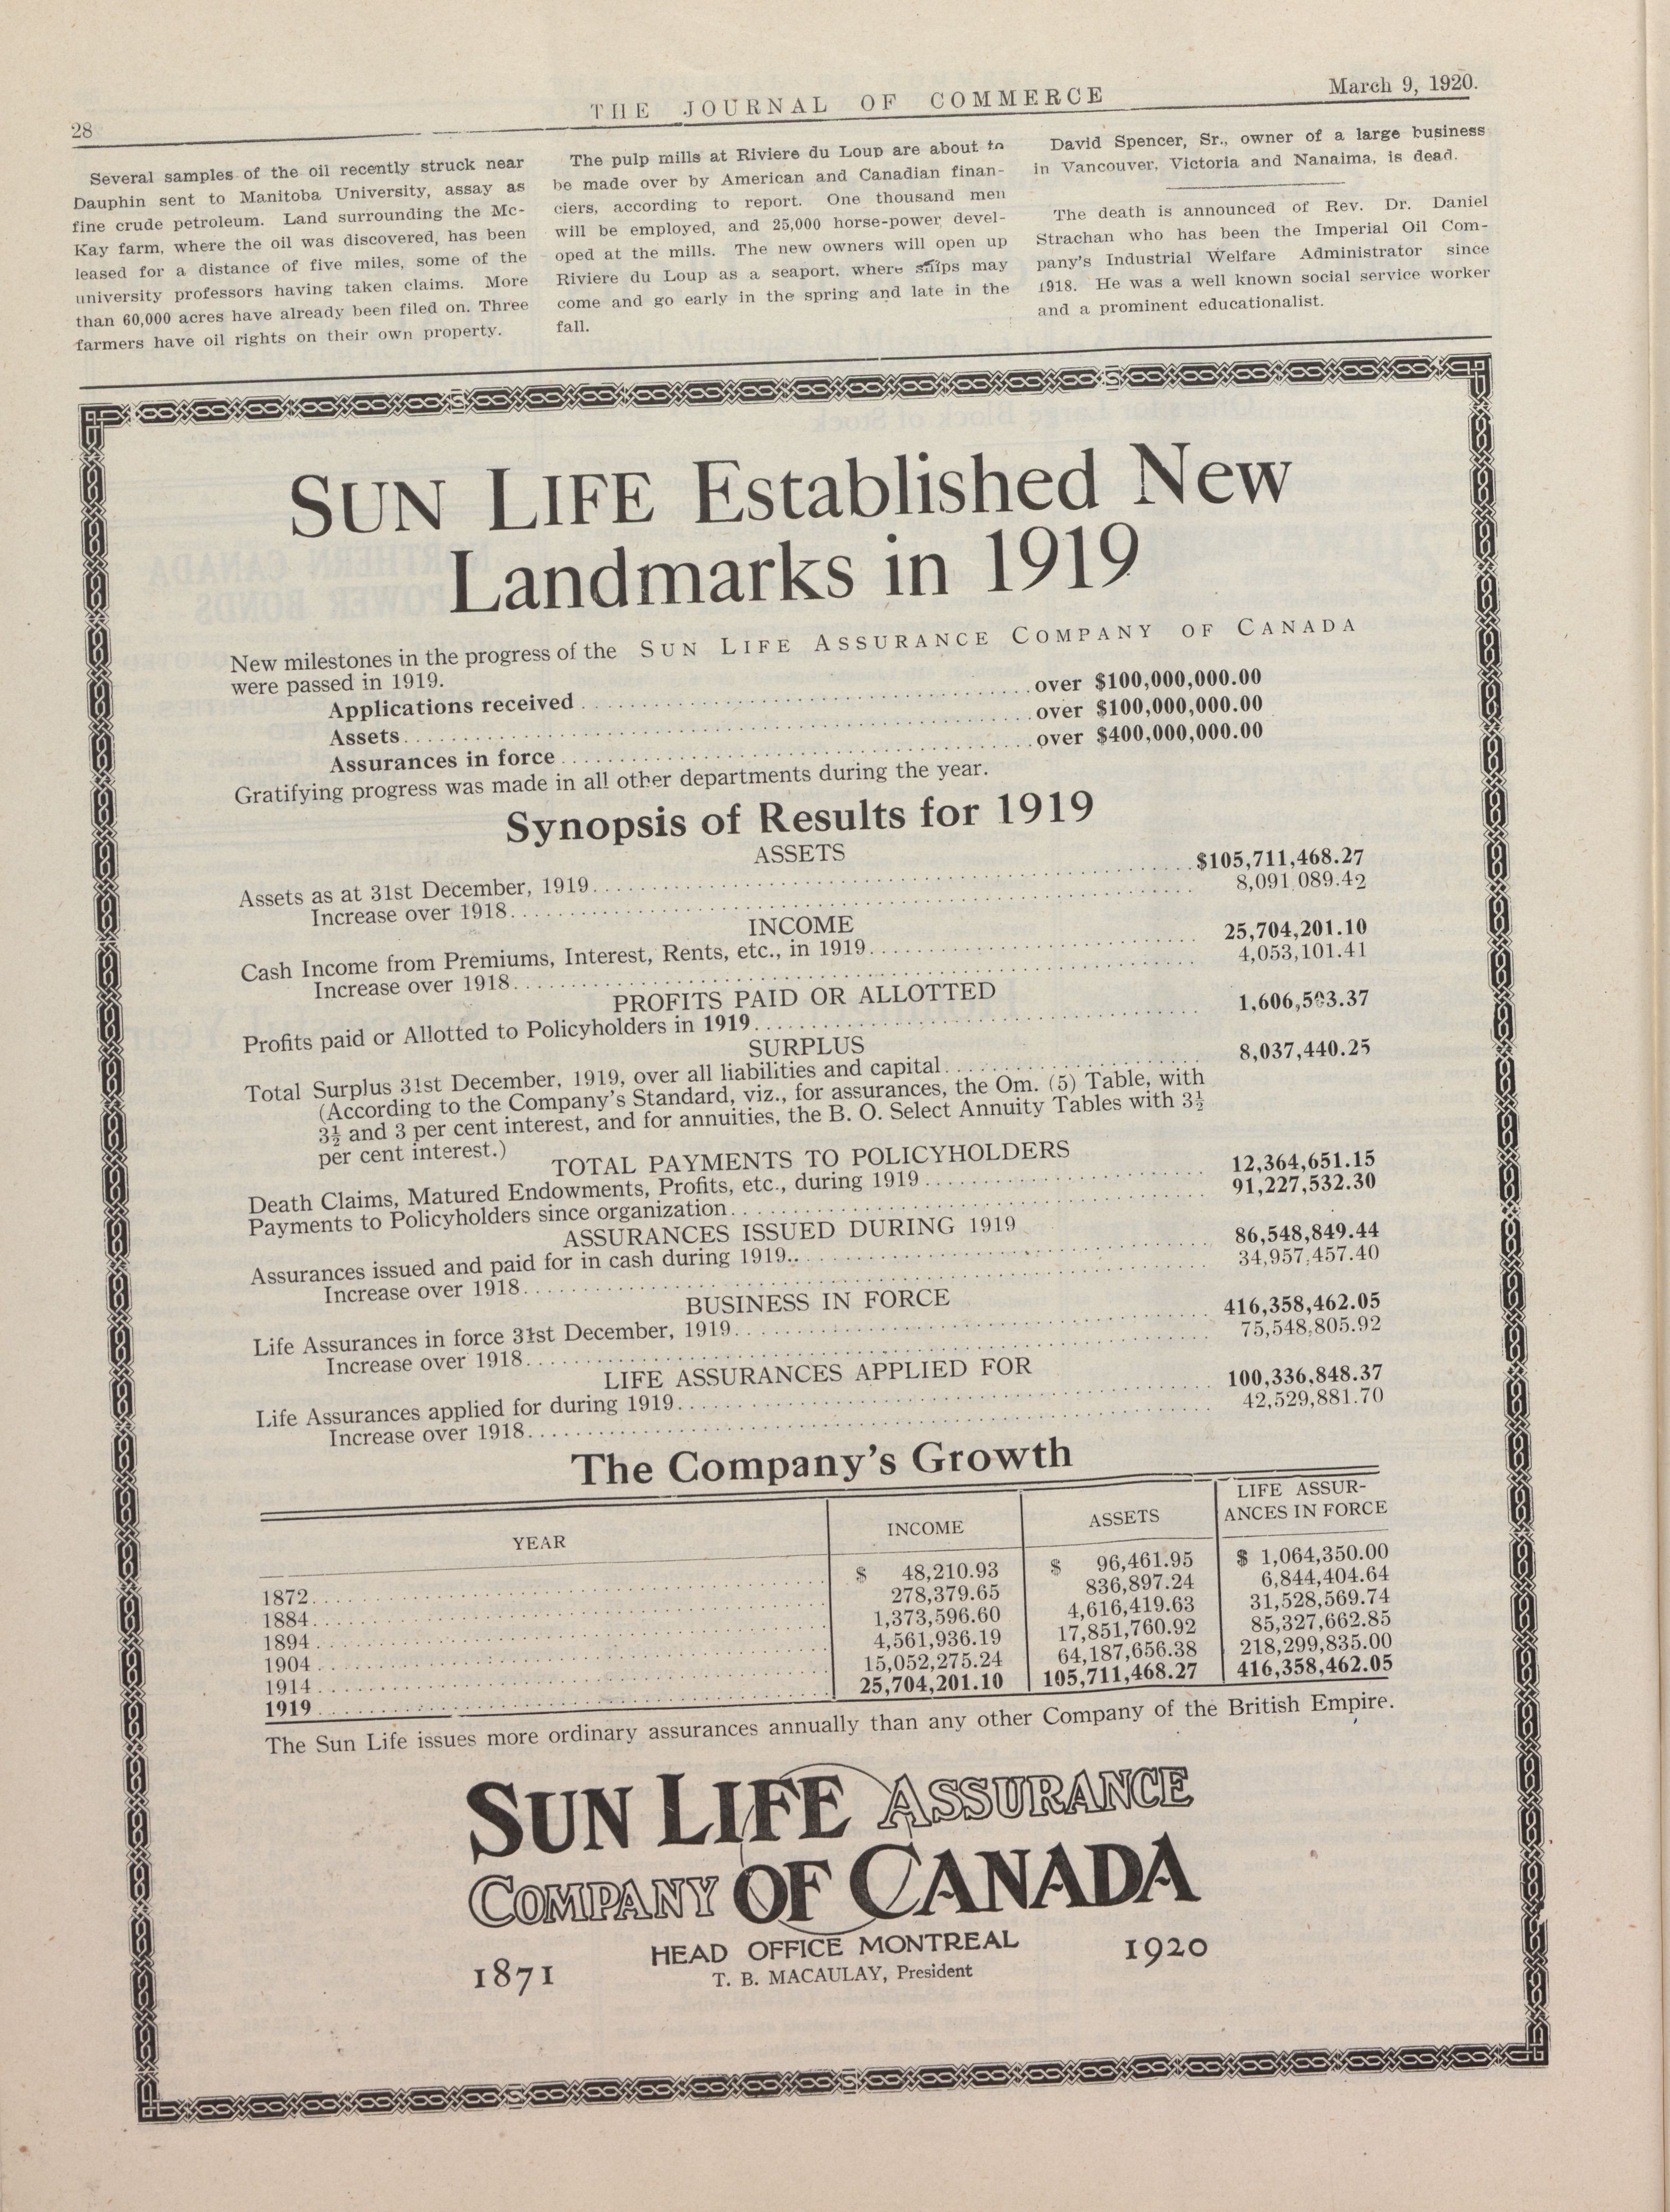 28
THE JOURNAL OF COMMERCE
March 9, 1920.
Several samples of the oil recently struck near
Dauphin sent to Manitoba University, assay as
fine crude petroleum. Land surrounding the Mc-
Kay farm, where the oil was discovered, has been
leased for a distance of five miles, some of the
university professors having taken claims. More
than 60,000 acres have already been filed on. Three
farmers have oil rights on their own property.
The pulp mills at Riviere du Loup are about to
be made over by American and Canadian finan-
ciers, according to report. One thousand men
will be employed, and 25,000 horse-power devel-
oped at the mills. The new owners will open up
Riviere du Loup as a seaport, where ships may
come and go early in the spring and late in the
fall.
David Spencer, Sr., owner of a large business
in Vancouver, Victoria and Nanaima, is dead.
The death is announced of Rev. Dr. Daniel
Strachan who has been the Imperial Oil Com-
pany's Industrial Welfare Administrator since
1918. He was a well known social service worker
and a prominent educationalist.
SUN LIFE Established New
Landmarks in 1919
New milestones in the progress of the SUN LIFE ASSURANCE COMPANY OF CANADA
were passed in 1919.
Applications received over $100,000,000.00
Assets over $100,000,000.00
Assurances in force over $400,000,000.00
Gratifying progress was made in all other departments during the year.
Synopsis of Results for 1919
ASSETS
Assets as at 31st December, 1919 $105,711,468.27
Increase over 1918 8,091,089.42
INCOME
Cash Income from Premiums, Interest, Rents, etc., in 1919 25,704,201.10
Increase over 1918 4,053,101.41
PROFITS PAID OR ALLOTTED
Profits paid or Allotted to Policyholders in 1919
SURPLUS
Total Surplus 31st December, 1919, over all liabilities and capital 8,037,440.25
(According to the Company's Standard, viz., for assurances, the Om. (5) Table, with
3½ and 3 per cent interest, and for annuities, the B. O. Select Annuity Tables with 3½
per cent interest.)
TOTAL PAYMENTS TO POLICYHOLDERS
Death Claims, Matured Endowments, Profits, etc., during 1919 12,364,651.15
Payments to Policyholders since organization 91,227,532.30
ASSURANCES ISSUED DURING 1919
Assurances issued and paid for in cash during 1919 86,548,849.44
Increase over 1918 34,957,457.40
BUSINESS IN FORCE
Life Assurances in force 31st December, 1919 416,358,462.05
Increase over 1918 75,548,805.92
LIFE ASSURANCES APPLIED FOR
Life Assurances applied for during 1919 100,336,848.37
Increase over 1918 42,529,881.70
The Company's Growth
YEAR INCOME ASSETS LIFE ASSUR-
ANCES IN FORCE
1872 $ 48,210.93 $ 96,461.95 $ 1,064,350.00
1884 278,379.65 836,897.24 6,844,404.64
1894 1,373,596.60 4,616,419.63 31,528,569.74
1904 4,561,936.19 17,851,760.92 85,327,662.85
1914 15,052,275.24 64,187,656.38 218,299,835.00
1919 25,704,201.10 105,711,468.27 416,358,462.05
The Sun Life issues more ordinary assurances annually than any other Company of the British Empire.
SUN LIFE ASSURANCE
COMPANY OF CANADA
HEAD OFFICE MONTREAL
1871 1920
T. B. MACAULAY, President